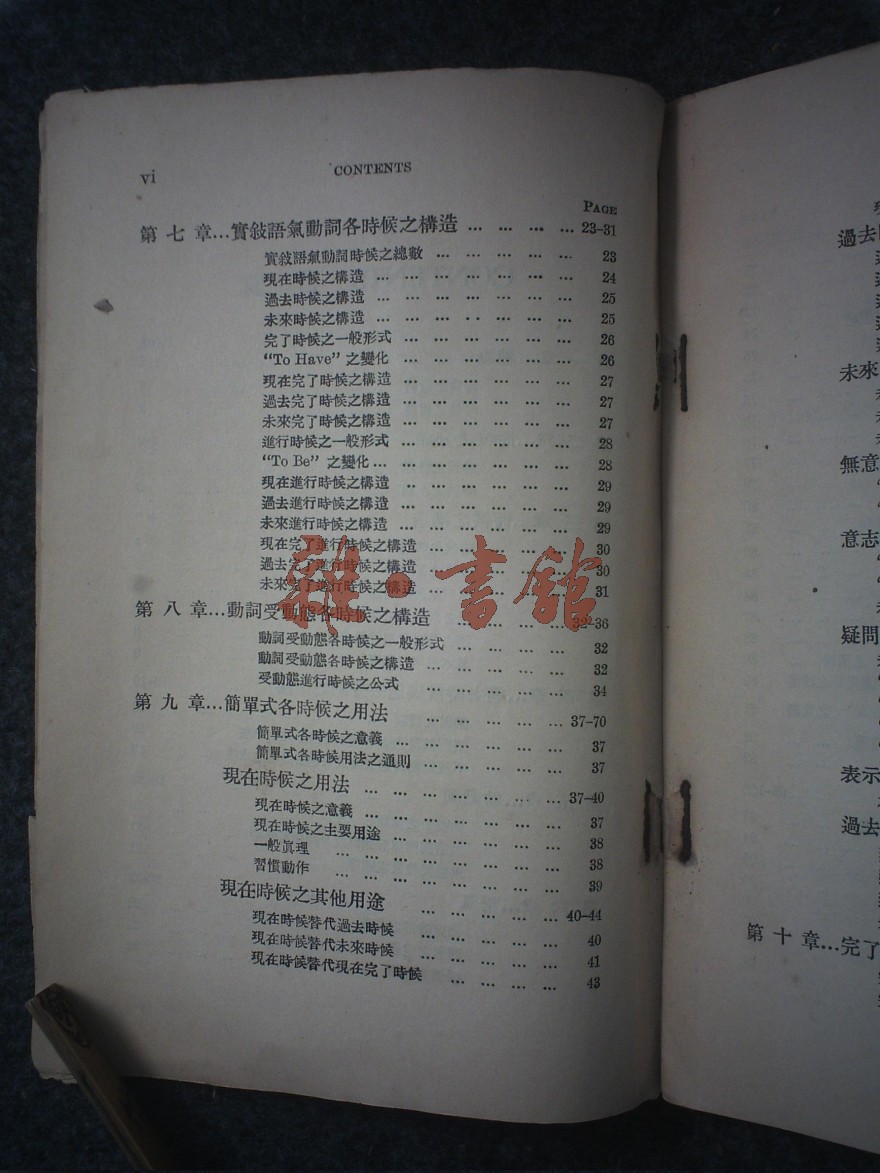 vi CONTENTS
PAGE
第七章...實敍語氣動詞各時候之構造 ... ... ... ... 23-31
實敍語氣動詞時候之總數 ... ... ... ... ... 23
現在時候之構造 ... ... ... ... ... ... 24
過去時候之構造 ... ... ... ... ... ... 25
未來時候之構造 ... ... ... ... ... ... 25
完了時候之一般形式 ... ... ... ... ... 26
“To Have” 之變化 ... ... ... ... ... 26
現在完了時候之構造 ... ... ... ... ... 27
過去完了時候之構造 ... ... ... ... ... 27
未來完了時候之構造 ... ... ... ... ... 27
進行時候之一般形式 ... ... ... ... ... 28
“To Be” 之變化... ... ... ... ... ... 28
現在進行時候之構造 .. ... ... ... ... 29
過去進行時候之構造 ... ... ... ... ... 29
未來進行時候之構造 ... ... ... ... ... 29
現在完了進行時候之構造 ... ... ... ... 30
過去完了進行時候之構造 ... ... ... ... 30
未來完了進行時候之構造 ... ... ... ... 31
第八章...動詞受動態各時候之構造 ... ... ... ... ...32-36
動詞受動態各時候之一般形式 ... ... ... ... 32
動詞受動態各時候之構造 ... ... ... ... ... 32
受動態進行時候之公式 ... ... ... ... ... 34
第九章...簡單式各時候之用法 ... ... ... ... ... 37-70
簡單式各時候之意義 ... ... ... ... ... ... 37
簡單式各時候用法之通則 ... ... ... ... ... 37
現在時候之用法 ... ... ... ... ... ... ... 37-40
現在時候之意義 ... ... ... ... ... ... ... 37
現在時候之主要用途 ... ... ... ... ... ... 38
一般眞理 ... ... ... ... ... ... ... 38
習慣動作 ... ... ... ... ... ... ... 39
現在時候之其他用途 ... ... ... ... ... 40-44
現在時候替代過去時候 ... ... ... ... ... 40
現在時候替代未來時候 ... ... ... ... ... 41
現在時候替代現在完了時候 ... ... ... ... 43
雜·書館
過去
未來
無意
意志
疑問
表示
過去
第十章...完了